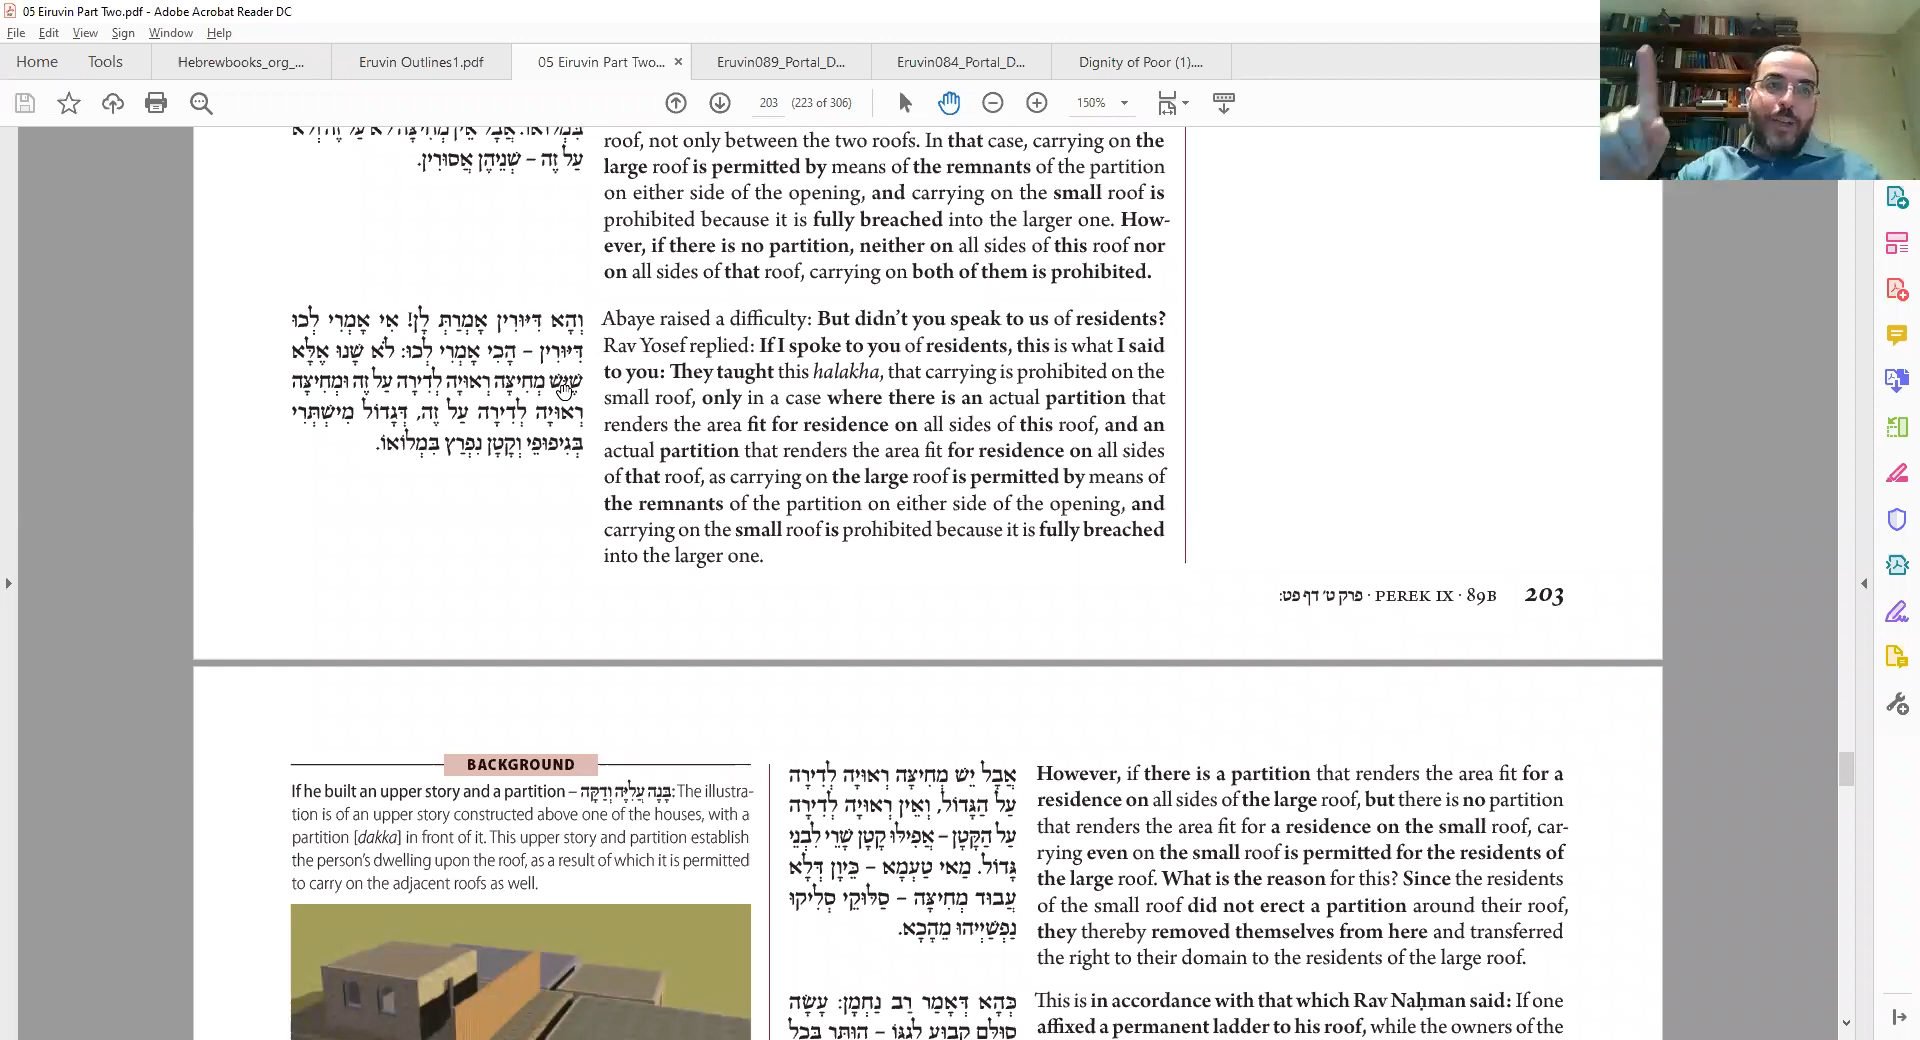 05 Eiruvin Part Two.pdf - Adobe Acrobat Reader DC
File Edit View Sign Window Help
Home Tools Hebrewbooks_org_... Eruvin Outlines1.pdf 05 Eiruvin Part Two... × Eruvin089_Portal_D... Eruvin084_Portal_D... Dignity of Poor (1)....
203 (223 of 306) 150%
בִּמְלוֹאוֹ. אֲבָל אֵין מְחִיצָּה לֹא עַל זֶה וְלֹא
עַל זֶה – שְׁנֵיהֶן אֲסוּרִין.
roof, not only between the two roofs. In that case, carrying on the
large roof is permitted by means of the remnants of the partition
on either side of the opening, and carrying on the small roof is
prohibited because it is fully breached into the larger one. How-
ever, if there is no partition, neither on all sides of this roof nor
on all sides of that roof, carrying on both of them is prohibited.
וְהָא דִּיּוּרִין אָמְרַתְּ לָן! אִי אָמְרִי לְכוּ
דִּיּוּרִין – הָכִי אָמְרִי לְכוּ: לֹא שָׁנוּ אֶלָּא
שֶׁיֵּשׁ מְחִיצָּה רְאוּיָה לְדִירָה עַל זֶה וּמְחִיצָּה
רְאוּיָה לְדִירָה עַל זֶה, דְּגָדוֹל מִישְׁתְּרֵי
בְּגִיפּוּפֵי וְקָטָן נִפְרַץ בִּמְלוֹאוֹ.
Abaye raised a difficulty: But didn't you speak to us of residents?
Rav Yosef replied: If I spoke to you of residents, this is what I said
to you: They taught this halakha, that carrying is prohibited on the
small roof, only in a case where there is an actual partition that
renders the area fit for residence on all sides of this roof, and an
actual partition that renders the area fit for residence on all sides
of that roof, as carrying on the large roof is permitted by means of
the remnants of the partition on either side of the opening, and
carrying on the small roof is prohibited because it is fully breached
into the larger one.
פרק ט׳ דף פט: · PEREK IX · 89B 203
BACKGROUND
If he built an upper story and a partition – בָּנָה עֲלִיָּה וְדַקָּה: The illustra-
tion is of an upper story constructed above one of the houses, with a
partition [dakka] in front of it. This upper story and partition establish
the person's dwelling upon the roof, as a result of which it is permitted
to carry on the adjacent roofs as well.
אֲבָל יֵשׁ מְחִיצָּה רְאוּיָה לְדִירָה
עַל הַגָּדוֹל, וְאֵין רְאוּיָה לְדִירָה
עַל הַקָּטָן – אֲפִילּוּ קָטָן שָׁרֵי לִבְנֵי
גָּדוֹל. מַאי טַעְמָא – כֵּיוָן דְּלָא
עֲבוּד מְחִיצָּה – סַלּוּקֵי סְלִיקוּ
נַפְשַׁיְיהוּ מֵהָכָא.
However, if there is a partition that renders the area fit for a
residence on all sides of the large roof, but there is no partition
that renders the area fit for a residence on the small roof, car-
rying even on the small roof is permitted for the residents of
the large roof. What is the reason for this? Since the residents
of the small roof did not erect a partition around their roof,
they thereby removed themselves from here and transferred
the right to their domain to the residents of the large roof.
כְּהָא דְּאָמַר רַב נַחְמָן: עָשָׂה
סוּלָּם קָבוּעַ לְגַגּוֹ – הוּתַּר בְּכָל
This is in accordance with that which Rav Naḥman said: If one
affixed a permanent ladder to his roof, while the owners of the